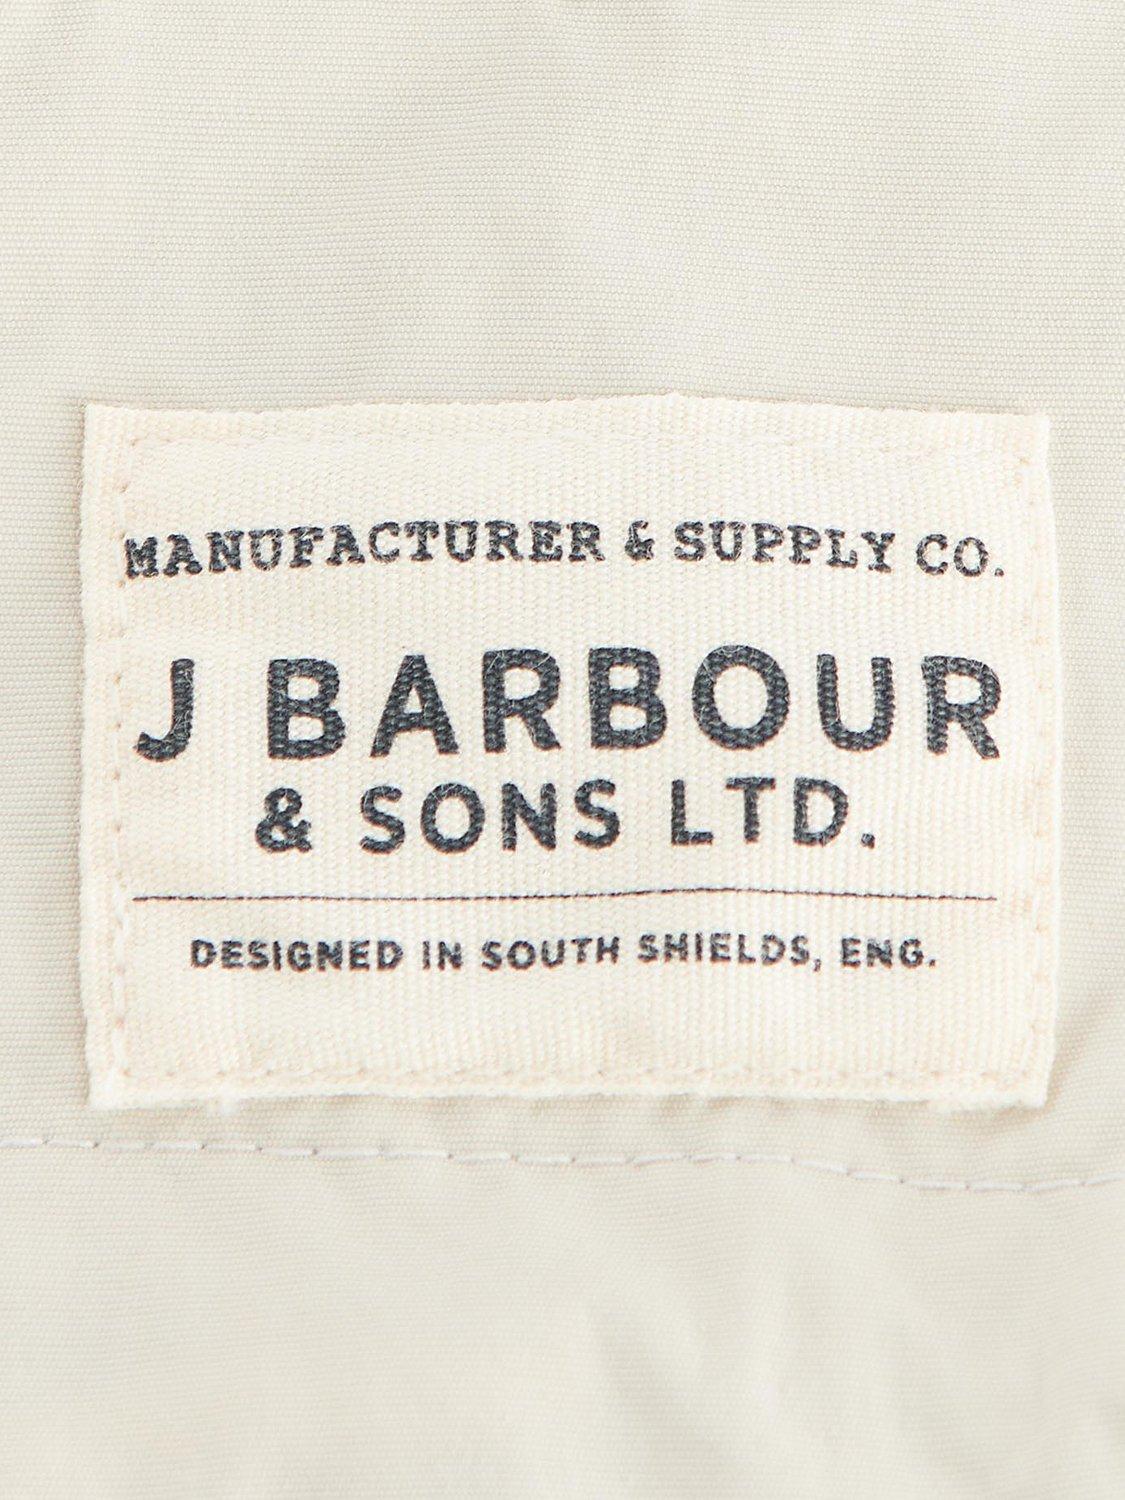 MANUFACTURER & SUPPLY CO.
J BARBOUR
& SONS LTD.
DESIGNED IN SOUTH SHIELDS, ENG.